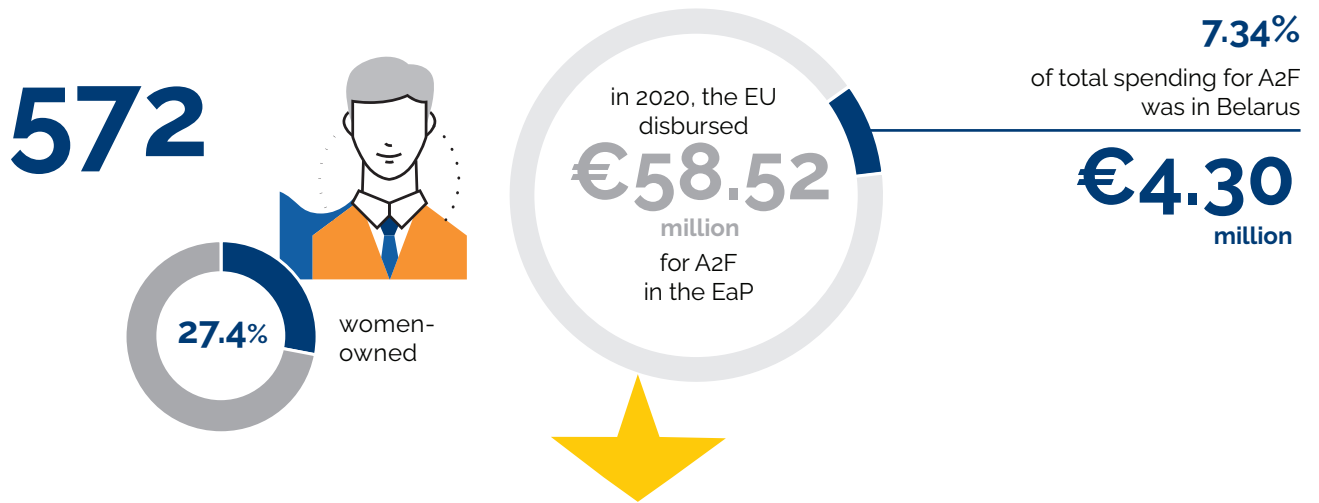 572
27.4%
women-
owned
in 2020, the EU
disbursed
€58.52
million
for A2F
in the EaP
7.34%
of total spending for A2F
was in Belarus
€4.30
million